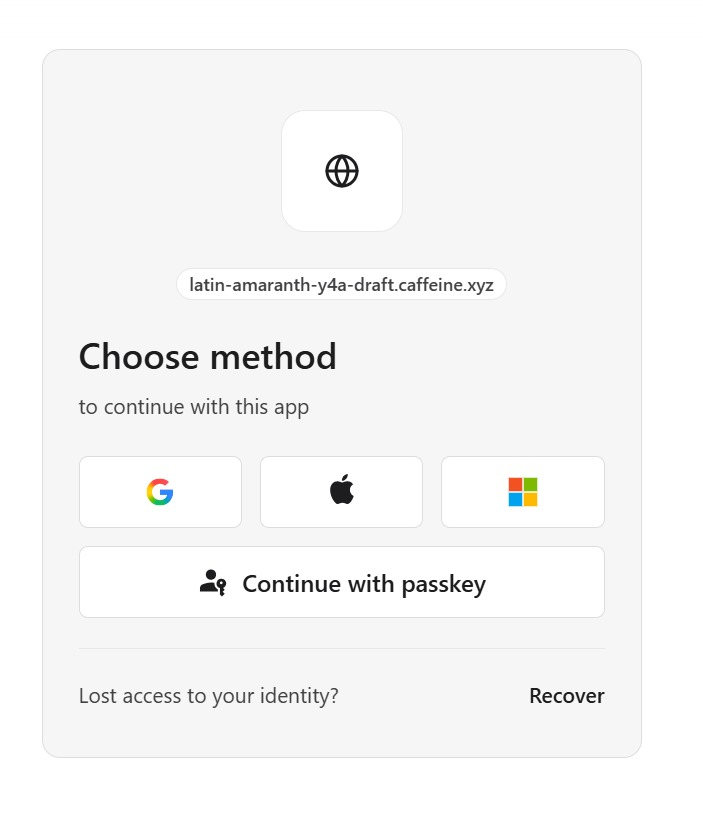 latin-amaranth-y4a-draft.caffeine.xyz
Choose method
to continue with this app
Continue with passkey
Lost access to your identity? Recover